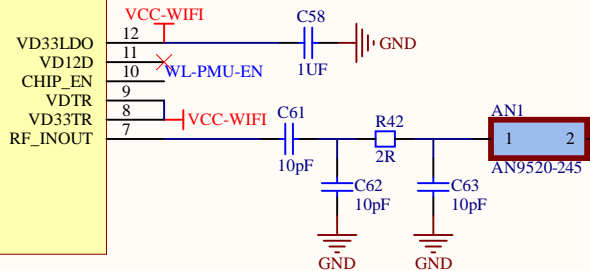 VCC-WIFI
C58
VD33LDO 12
GND
VD12D 11
WL-PMU-EN
1UF
CHIP_EN 10
VDTR 9
VD33TR 8
VCC-WIFI
C61
R42
AN1
RF_INOUT 7
1 2
10pF
2R
AN9520-245
C62
C63
10pF
10pF
GND
GND